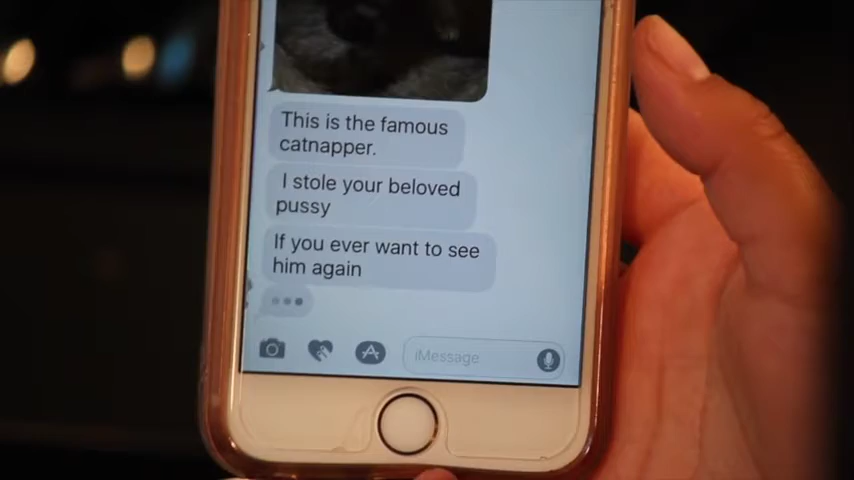 This is the famous
catnapper.
I stole your beloved
pussy
If you ever want to see
him again
iMessage